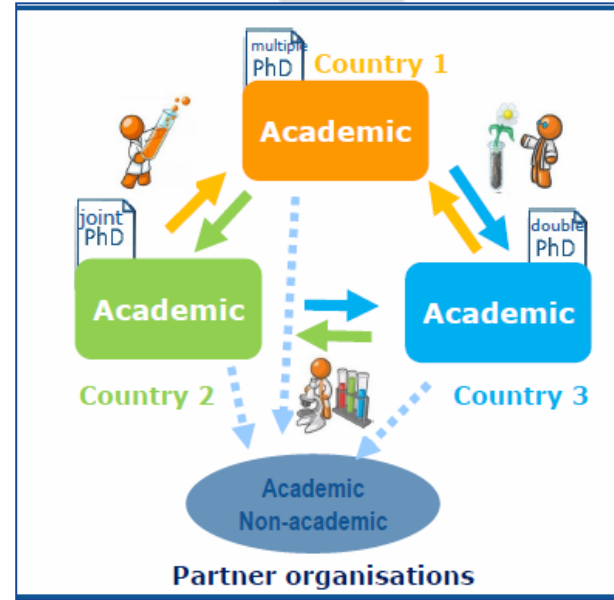 multiple
PhD
Country 1
Academic
joint
PhD
double
PhD
Academic
Academic
Country 2
Country 3
Academic
Non-academic
Partner organisations